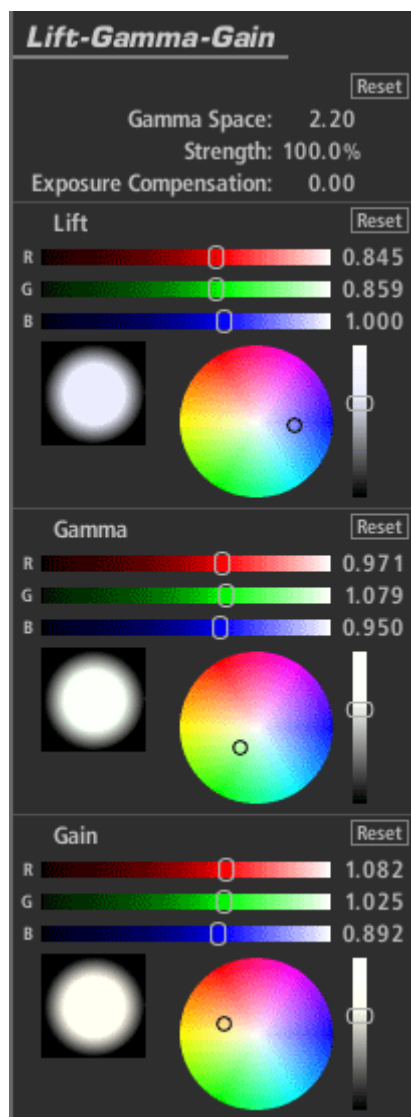 Lift-Gamma-Gain
Reset
Gamma Space: 2.20
Strength: 100.0%
Exposure Compensation: 0.00
Lift Reset
R 0.845
G 0.859
B 1.000
Gamma Reset
R 0.971
G 1.079
B 0.950
Gain Reset
R 1.082
G 1.025
B 0.892